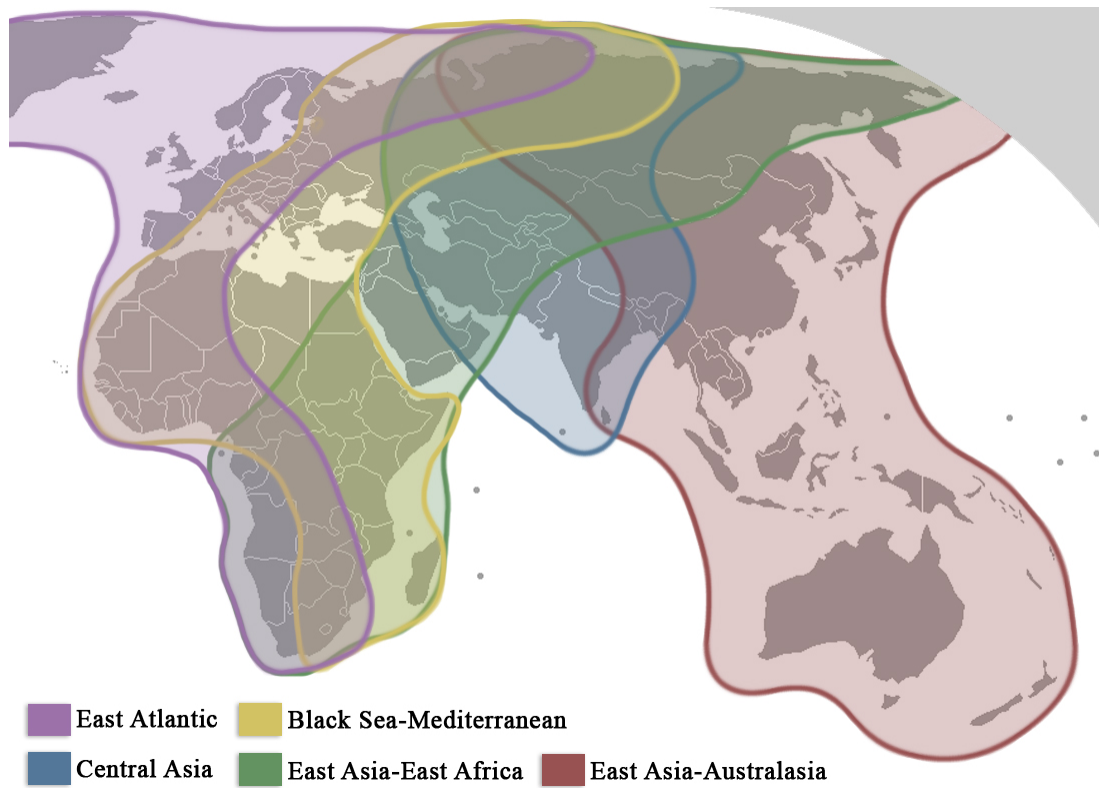 East Atlantic
Black Sea-Mediterranean
Central Asia
East Asia-East Africa
East Asia-Australasia